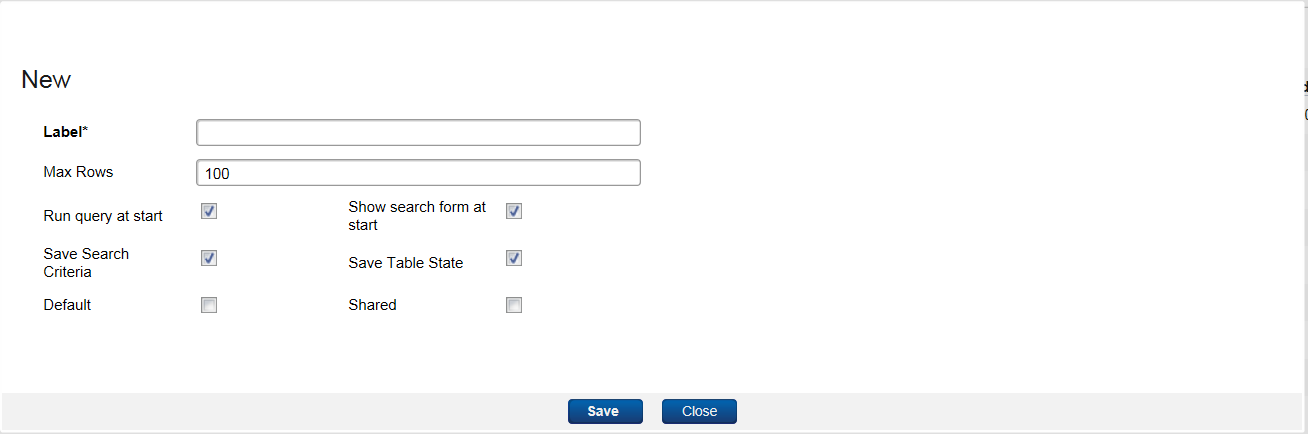 New
Label*
Max Rows
100
Run query at start
Show search form at
start
Save Search
Criteria
Save Table State
Default
Shared
Save
Close